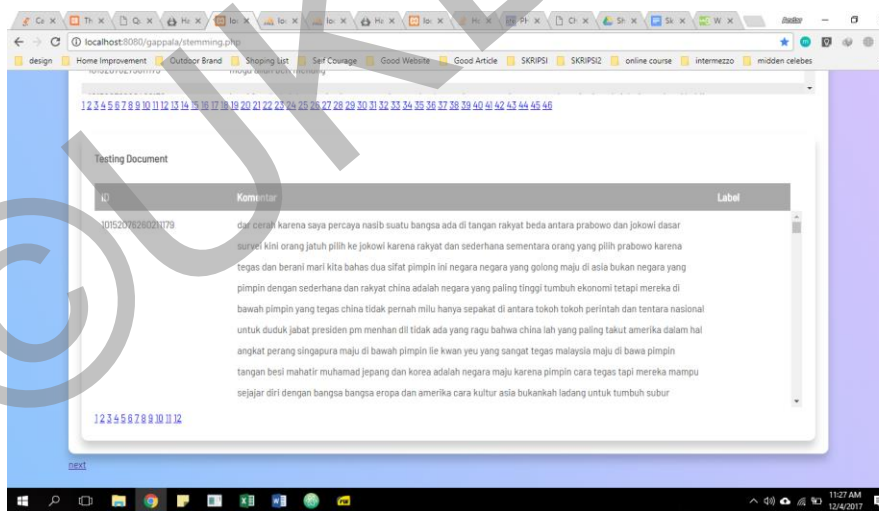 localhost:8080/gappala/stemming.php
design Home Improvement Outdoor Brand Shoping List Self Courage Good Website Good Article SKRIPSI SKRIPSI2 online course intermezzo midden celebes
1 2 3 4 5 6 7 8 9 10 11 12 13 14 15 16 17 18 19 20 21 22 23 24 25 26 27 28 29 30 31 32 33 34 35 36 37 38 39 40 41 42 43 44 45 46
Testing Document
ID Komentar Label
10152076260211179 dar cerah karena saya percaya nasib suatu bangsa ada di tangan rakyat beda antara prabowo dan jokowi dasar
survei kini orang jatuh pilih ke jokowi karena rakyat dan sederhana sementara orang yang pilih prabowo karena
tegas dan berani mari kita bahas dua sifat pimpin ini negara negara yang golong maju di asia bukan negara yang
pimpin dengan sederhana dan rakyat china adalah negara yang paling tinggi tumbuh ekonomi tetapi mereka di
bawah pimpin yang tegas china tidak pernah milu hanya sepakat di antara tokoh tokoh perintah dan tentara nasional
untuk duduk jabat presiden pm menhan dll tidak ada yang ragu bahwa china lah yang paling takut amerika dalam hal
angkat perang singapura maju di bawah pimpin lie kwan yeu yang sangat tegas malaysia maju di bawa pimpin
tangan besi mahatir muhamad jepang dan korea adalah negara maju karena pimpin cara tegas tapi mereka mampu
sejajar diri dengan bangsa bangsa eropa dan amerika cara kultur asia bukankah ladang untuk tumbuh subur
1 2 3 4 5 6 7 8 9 10 11 12
next
11:27 AM
12/4/2017